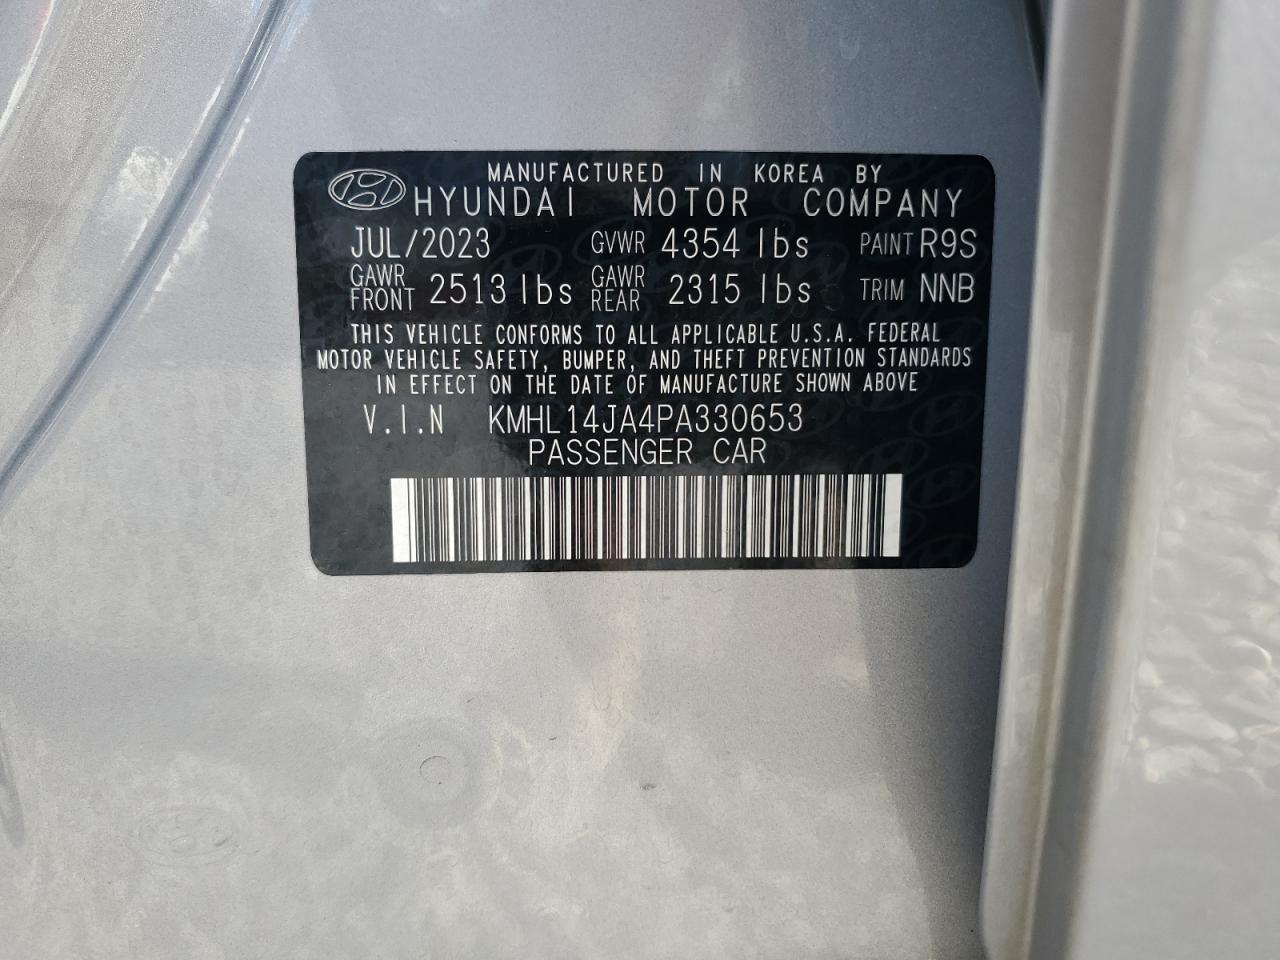 MANUFACTURED IN KOREA BY
HYUNDAI MOTOR COMPANY
JUL/2023 GVWR 4354 lbs PAINT R9S
GAWR FRONT 2513 lbs GAWR REAR 2315 lbs TRIM NNB
THIS VEHICLE CONFORMS TO ALL APPLICABLE U.S.A. FEDERAL
MOTOR VEHICLE SAFETY, BUMPER, AND THEFT PREVENTION STANDARDS
IN EFFECT ON THE DATE OF MANUFACTURE SHOWN ABOVE
V.I.N KMHL14JA4PA330653
PASSENGER CAR